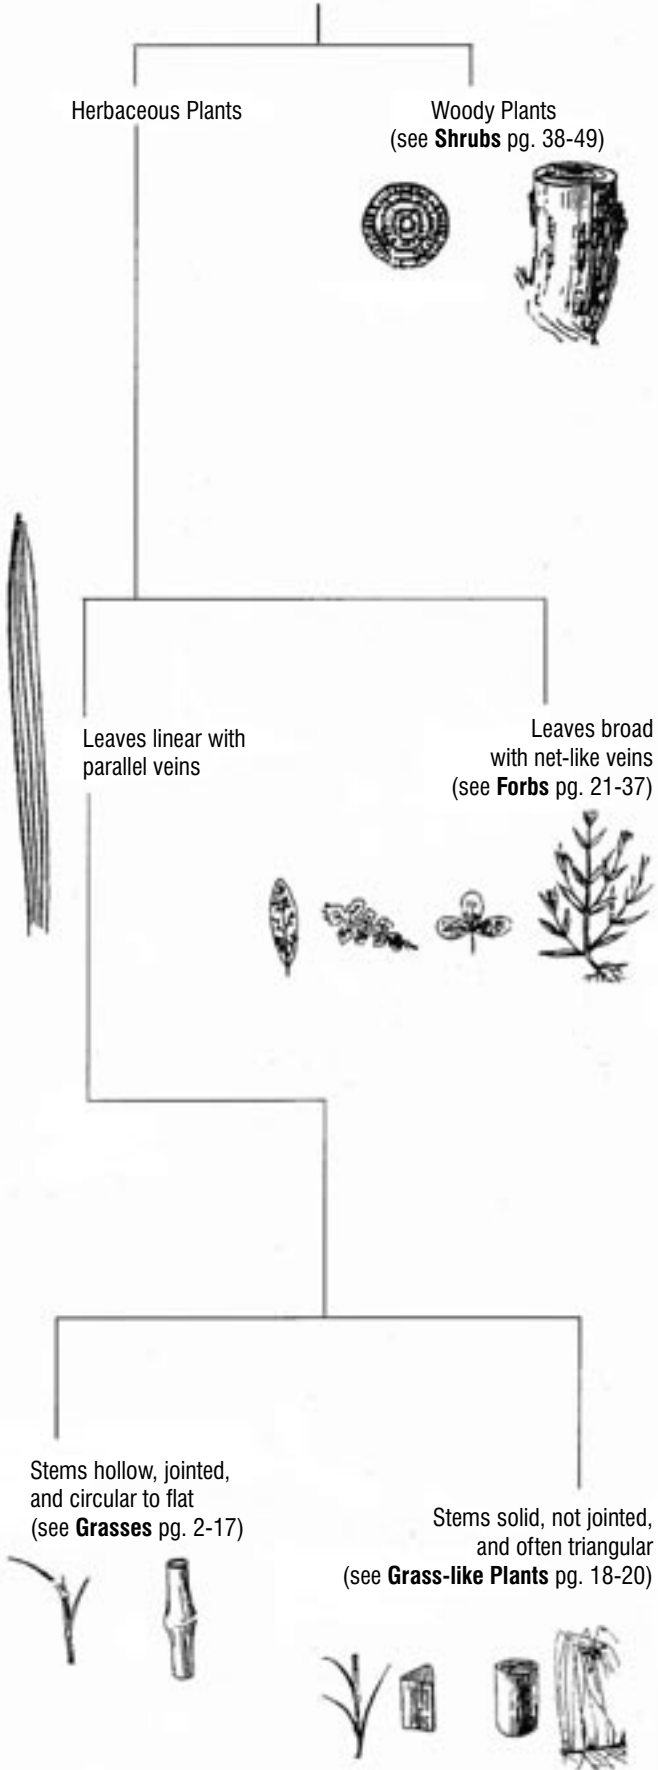 Herbaceous Plants
Woody Plants
(see Shrubs pg. 38-49)
Leaves linear with
parallel veins
Leaves broad
with net-like veins
(see Forbs pg. 21-37)
Stems hollow, jointed,
and circular to flat
(see Grasses pg. 2-17)
Stems solid, not jointed,
and often triangular
(see Grass-like Plants pg. 18-20)